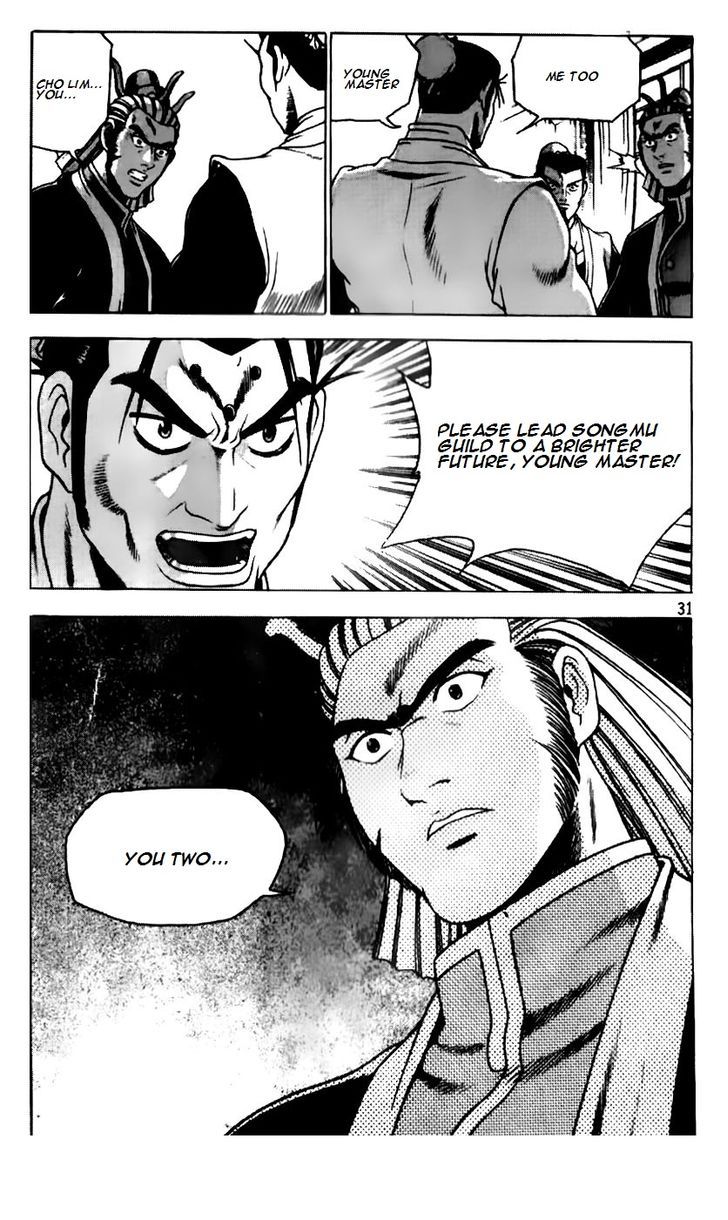 CHO LIM...
YOU...
YOUNG
MASTER
ME TOO
PLEASE LEAD SONGMU
GUILD TO A BRIGHTER
FUTURE, YOUNG MASTER!
31
YOU TWO...